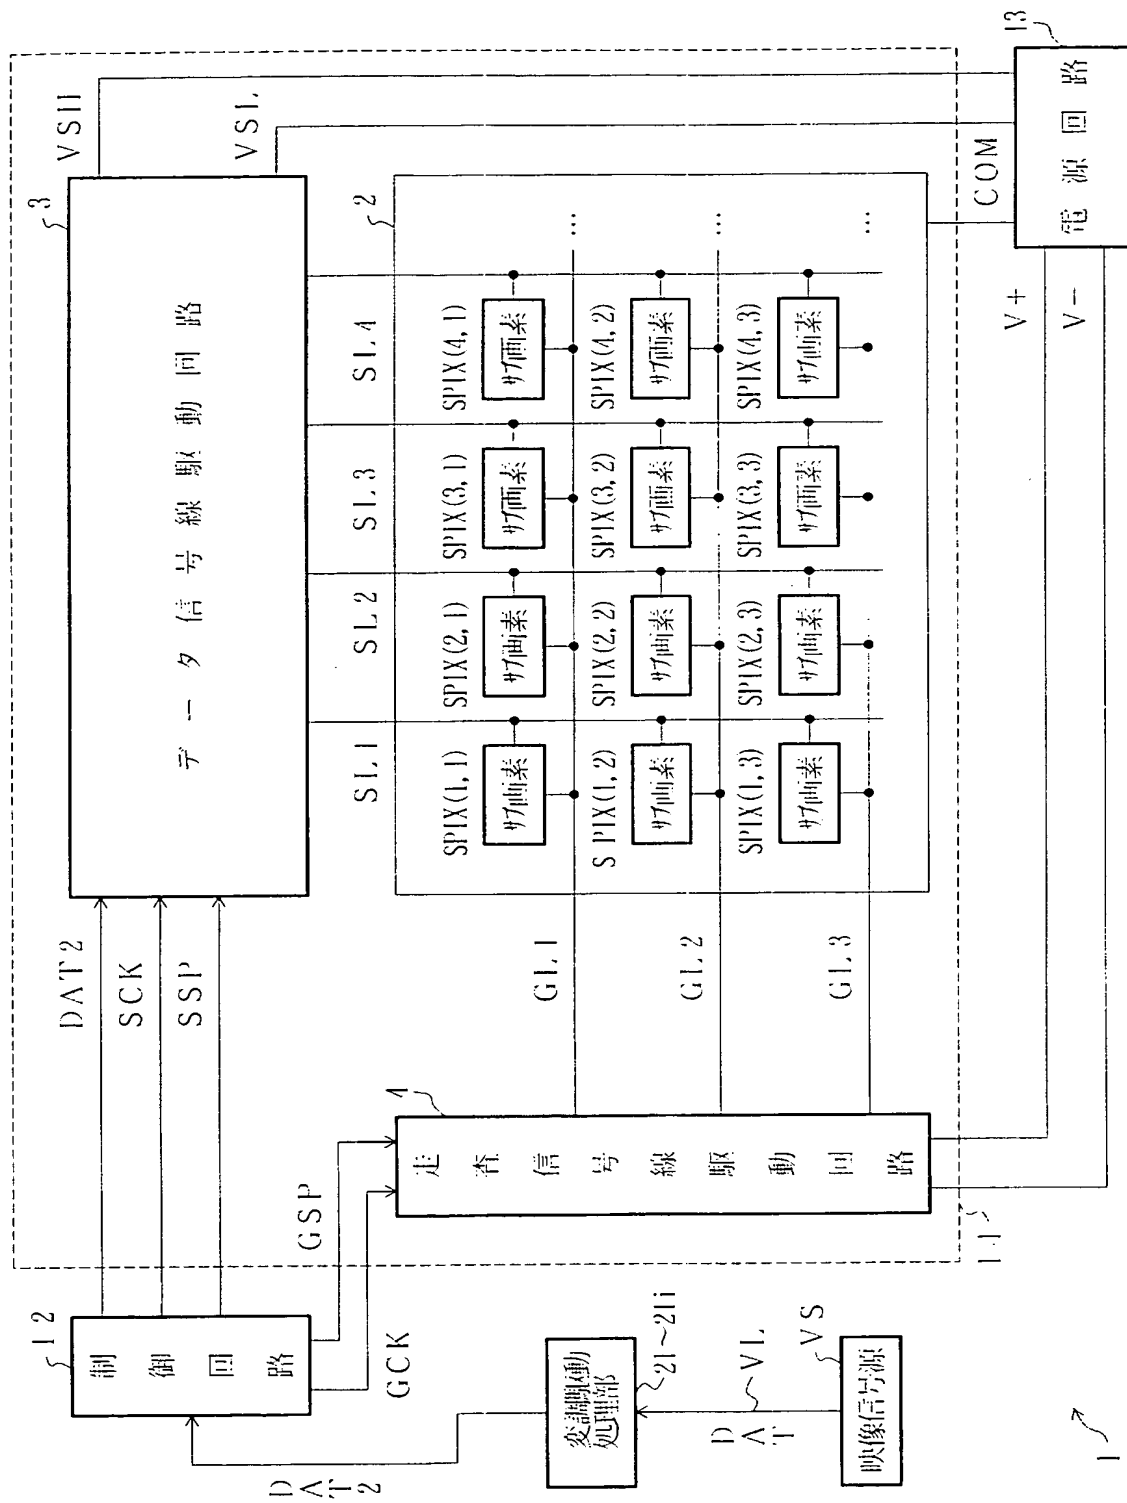 12
制御回路
DAT2
SCK
SSP
GSP
GCK
3
データ信号線駆動回路
VSH
VSL
SL1
SL2
SL3
SL4
2
SPIX(1,1)
サブ画素
SPIX(2,1)
サブ画素
SPIX(3,1)
サブ画素
SPIX(4,1)
サブ画素
...
SPIX(1,2)
サブ画素
SPIX(2,2)
サブ画素
SPIX(3,2)
サブ画素
SPIX(4,2)
サブ画素
...
SPIX(1,3)
サブ画素
SPIX(2,3)
サブ画素
SPIX(3,3)
サブ画素
SPIX(4,3)
サブ画素
...
GL1
GL2
GL3
4
走査信号線駆動回路
COM
V+
V-
13
電源回路
11
DAT2
変調駆動
処理部
21~21i
DAT
VL
VS
映像信号源
1